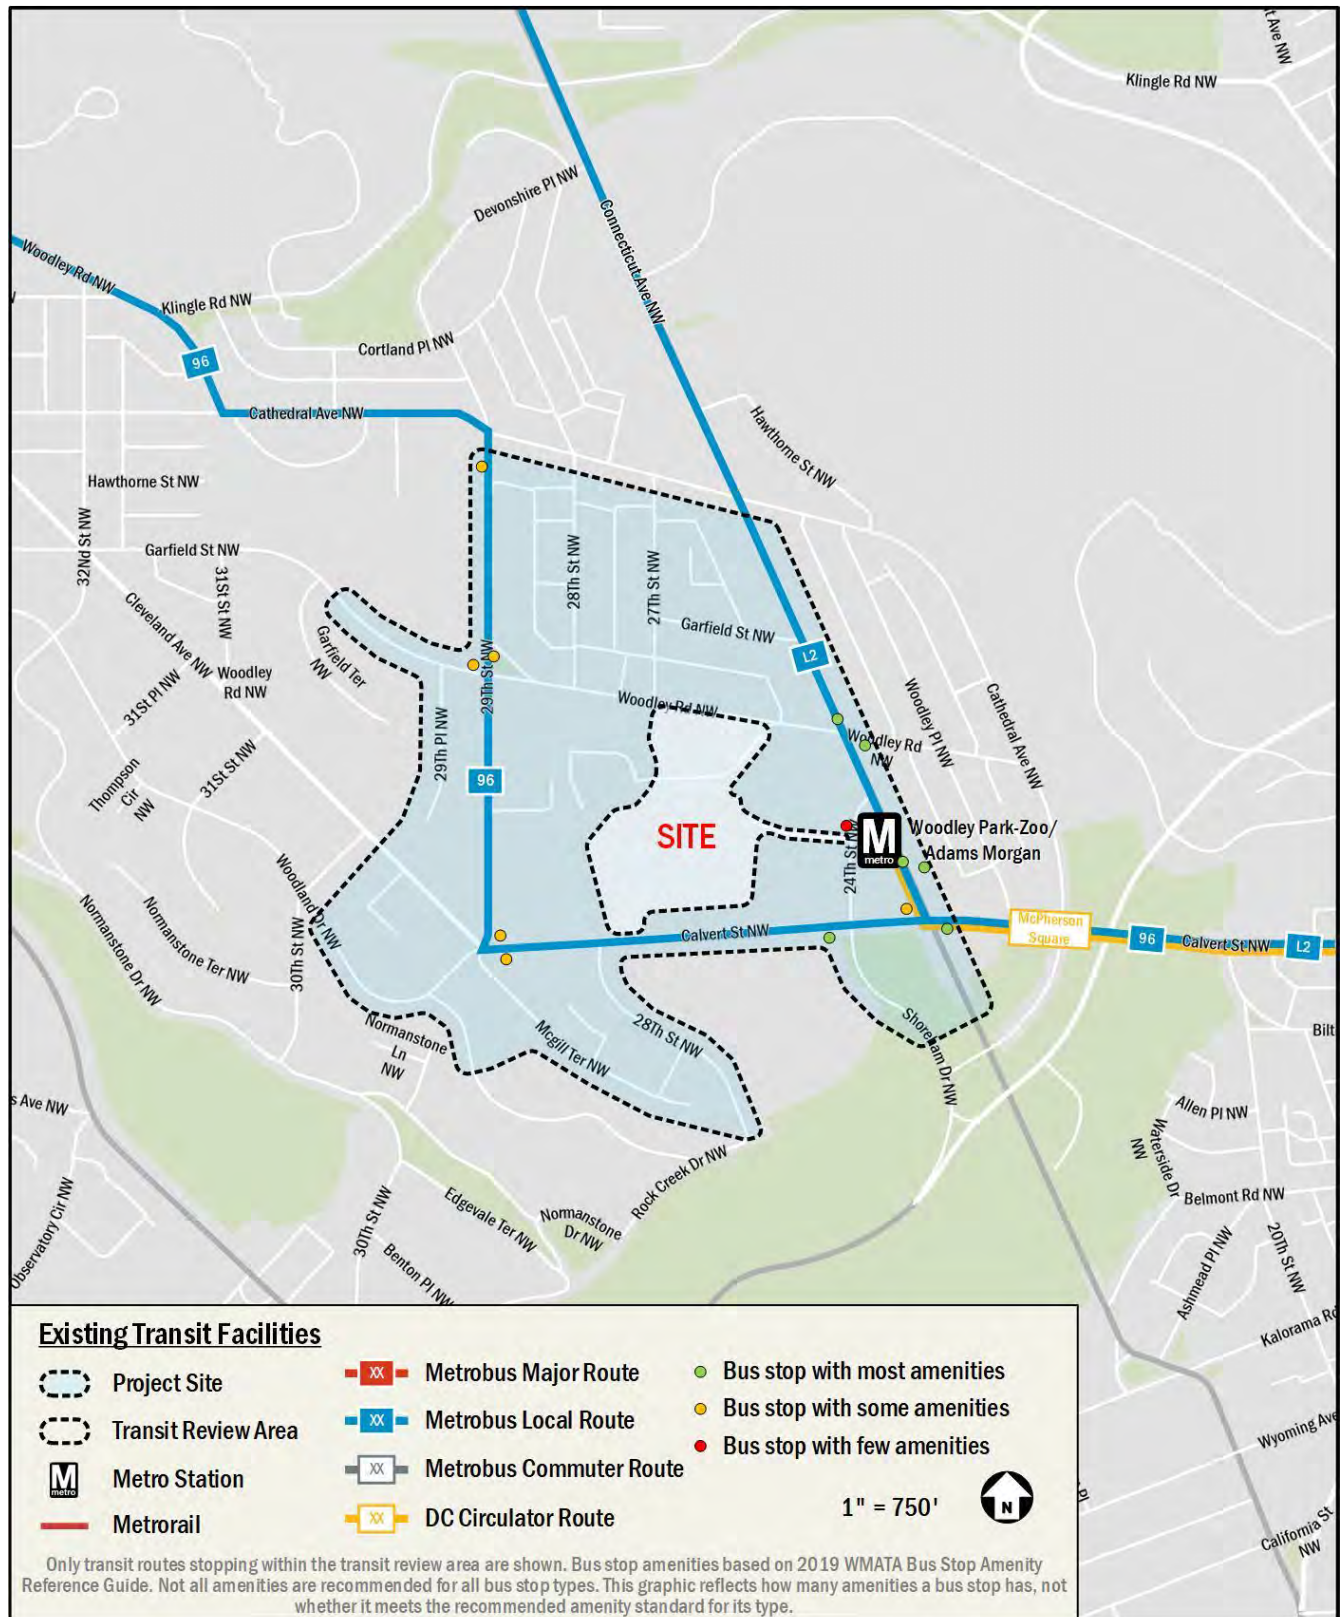 t Ave NW
Klingle Rd NW
Devonshire Pl NW
Connecticut Ave NW
Woodley Rd NW
Klingle Rd NW
Cortland Pl NW
96
Cathedral Ave NW
Hawthorne St NW
Hawthorne St NW
32Nd St NW
Garfield St NW
31St St NW
28Th St NW
27Th St NW
Garfield St NW
Cleveland Ave NW
Garfield Ter
NW
L2
Woodley
Rd NW
31St Pl NW
29Th St NW
Woodley Rd NW
Woodley Pl NW
Cathedral Ave NW
29Th Pl NW
Woodley Rd
NW
31St St NW
Thompson
Cir
NW
96
SITE
M
metro
Woodley Park-Zoo/
Adams Morgan
24Th St NW
Woodland Dr NW
Normanstone Dr NW
Normanstone Ter NW
30Th St NW
Calvert St NW
McPherson
Square
96
Calvert St NW
L2
Normanstone
Ln
NW
Mcgill Ter NW
28Th St NW
Shoreham Dr NW
Bilt
s Ave NW
Allen Pl NW
Waterside Dr
NW
Belmont Rd NW
Rock Creek Dr NW
Observatory Cir NW
30Th St NW
Edgevale Ter NW
Normanstone
Dr NW
Benton Pl NW
Ashmead Pl NW
20Th St NW
Kalorama Rd
Wyoming Ave
Pl
California St
NW
Existing Transit Facilities
Project Site
Transit Review Area
M
metro
Metro Station
Metrorail
XX
Metrobus Major Route
XX
Metrobus Local Route
XX
Metrobus Commuter Route
XX
DC Circulator Route
Bus stop with most amenities
Bus stop with some amenities
Bus stop with few amenities
1" = 750'
N
Only transit routes stopping within the transit review area are shown. Bus stop amenities based on 2019 WMATA Bus Stop Amenity
Reference Guide. Not all amenities are recommended for all bus stop types. This graphic reflects how many amenities a bus stop has, not
whether it meets the recommended amenity standard for its type.